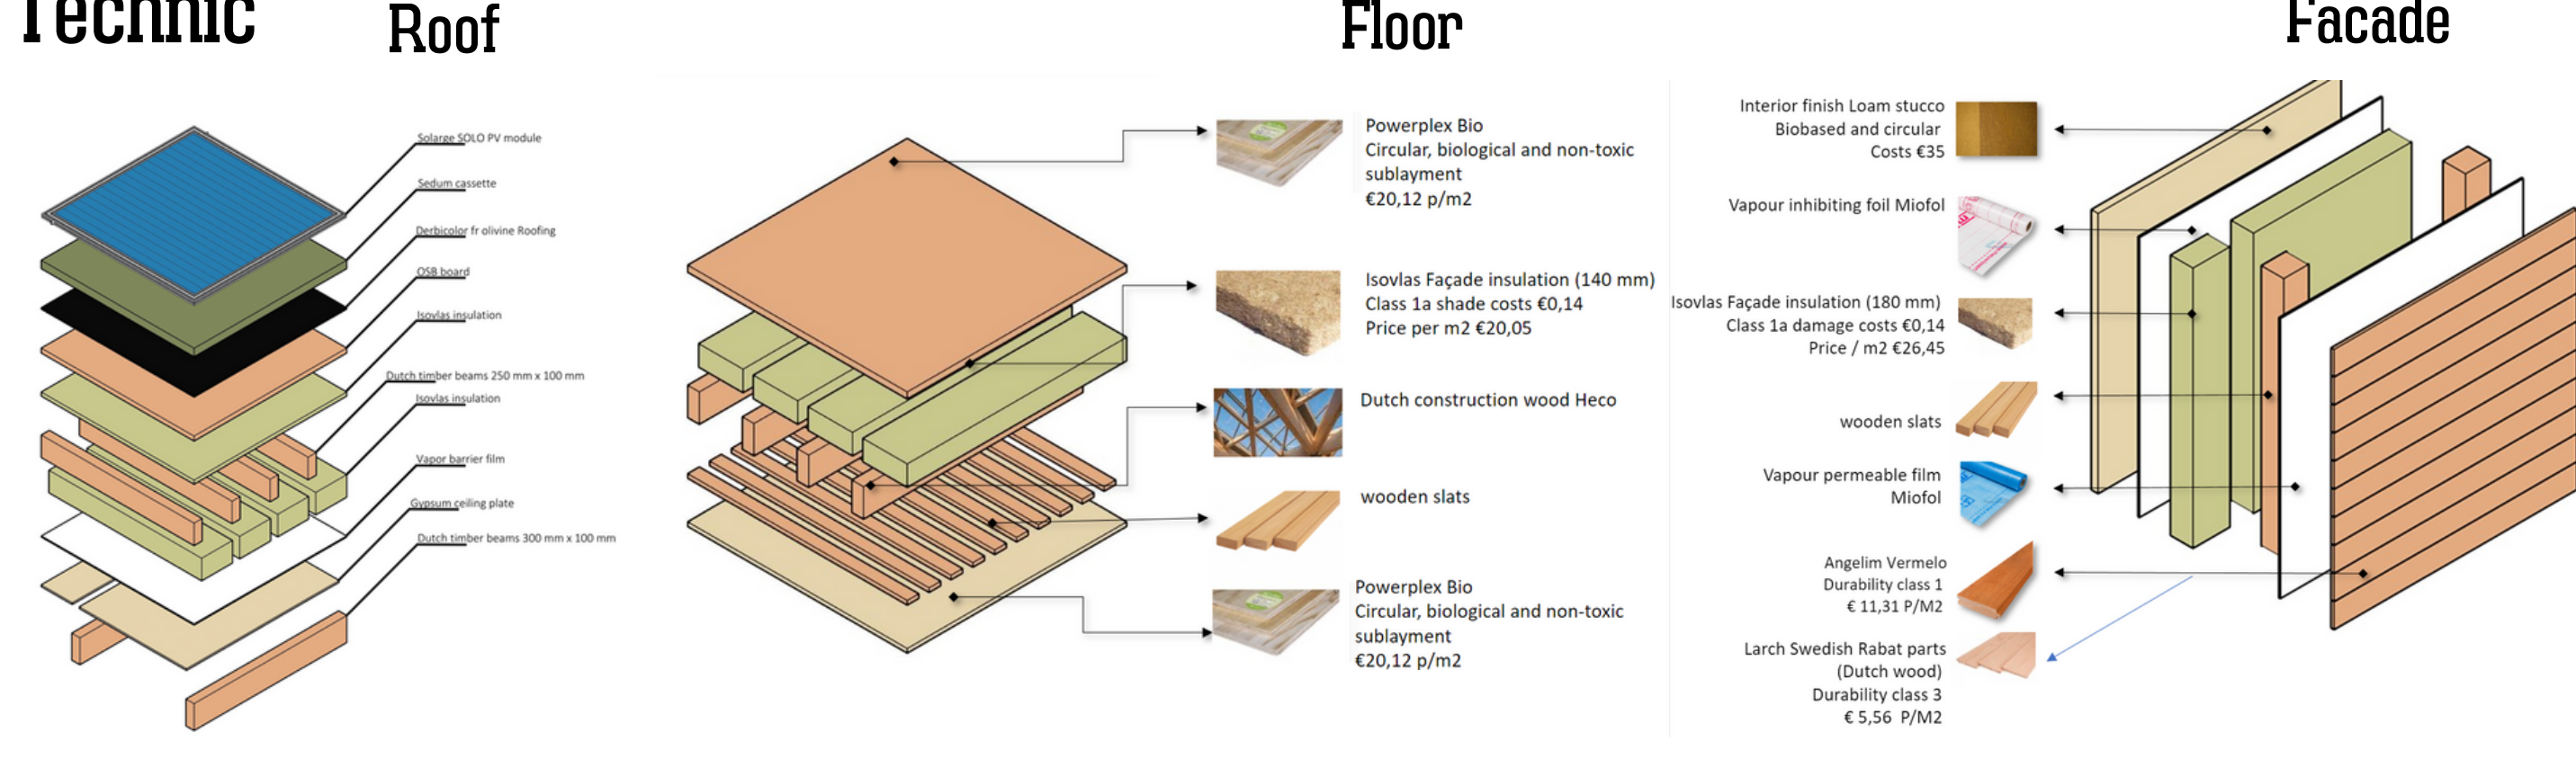 Technic
Roof
Floor
Facade
Solarge SOLO PV module
Sedum cassette
Derbicolor fr olivine Roofing
OSB board
Isovlas insulation
Dutch timber beams 250 mm x 100 mm
Isovlas insulation
Vapor barrier film
Gypsum ceiling plate
Dutch timber beams 300 mm x 100 mm
Powerplex Bio
Circular, biological and non-toxic
sublayment
€20,12 p/m2
Isovlas Façade insulation (140 mm)
Class 1a shade costs €0,14
Price per m2 €20,05
Dutch construction wood Heco
wooden slats
Powerplex Bio
Circular, biological and non-toxic
sublayment
€20,12 p/m2
Interior finish Loam stucco
Biobased and circular
Costs €35
Vapour inhibiting foil Miofol
Isovlas Façade insulation (180 mm)
Class 1a damage costs €0,14
Price / m2 €26,45
wooden slats
Vapour permeable film
Miofol
Angelim Vermelo
Durability class 1
€ 11,31 P/M2
Larch Swedish Rabat parts
(Dutch wood)
Durability class 3
€ 5,56 P/M2